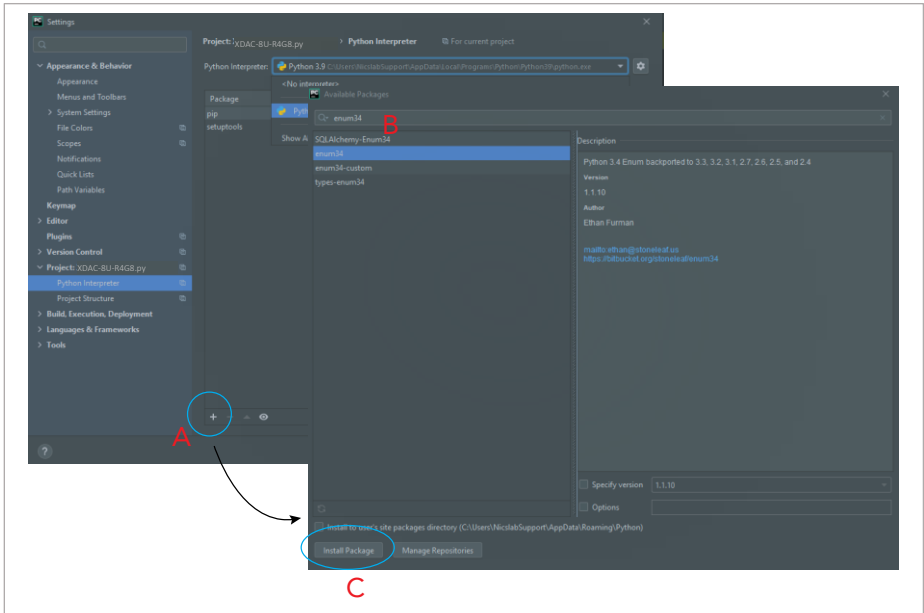 Settings
Project: XDAC-8U-R4G8.py > Python Interpreter For current project
Appearance & Behavior
Appearance
Menus and Toolbars
System Settings
File Colors
Scopes
Notifications
Quick Lists
Path Variables
Keymap
Editor
Plugins
Version Control
Project: XDAC-8U-R4G8.py
Python Interpreter
Project Structure
Build, Execution, Deployment
Languages & Frameworks
Tools
?
Python Interpreter: Python 3.9 C:\Users\NicslabSupport\AppData\Local\Programs\Python\Python39\python.exe
<No interpreter>
Pyth
Show A
Package
pip
setuptools
A
Available Packages
enum34
B
SQLAlchemy-Enum34
enum34
enum34-custom
types-enum34
Description
Python 3.4 Enum backported to 3.3, 3.2, 3.1, 2.7, 2.6, 2.5, and 2.4
Version
1.1.10
Author
Ethan Furman
mailto:ethan@stoneleaf.us
https://bitbucket.org/stoneleaf/enum34
Specify version 1.1.10
Options
Install to user's site packages directory (C:\Users\NicslabSupport\AppData\Roaming\Python)
Install Package Manage Repositories
C